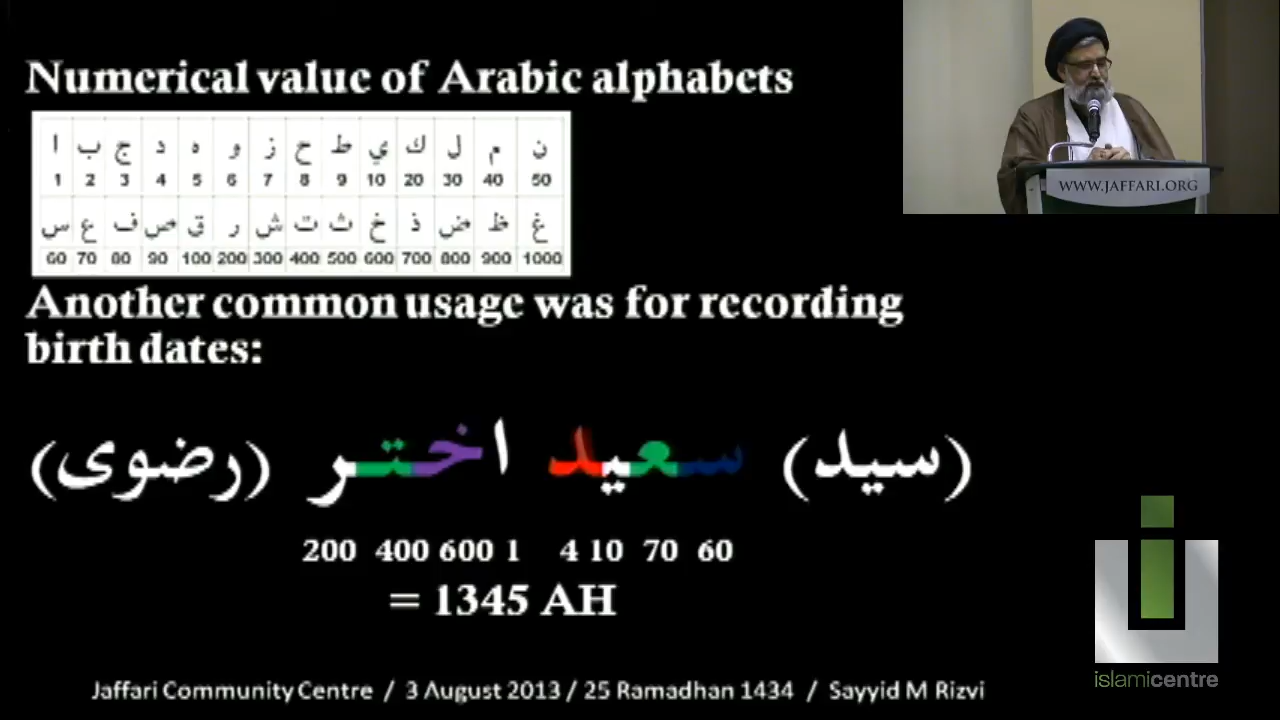 Numerical value of Arabic alphabets
ا ب ج د ه و ز ح ط ي ك ل م ن
1 2 3 4 5 6 7 8 9 10 20 30 40 50
س ع ف ص ق ر ش ت ث خ ذ ض ظ غ
60 70 80 90 100 200 300 400 500 600 700 800 900 1000
Another common usage was for recording
birth dates:
(سید) سعید اختر (رضوی)
200 400 600 1 4 10 70 60
= 1345 AH
Jaffari Community Centre / 3 August 2013 / 25 Ramadhan 1434 / Sayyid M Rizvi
WWW.JAFFARI.ORG
islamicentre